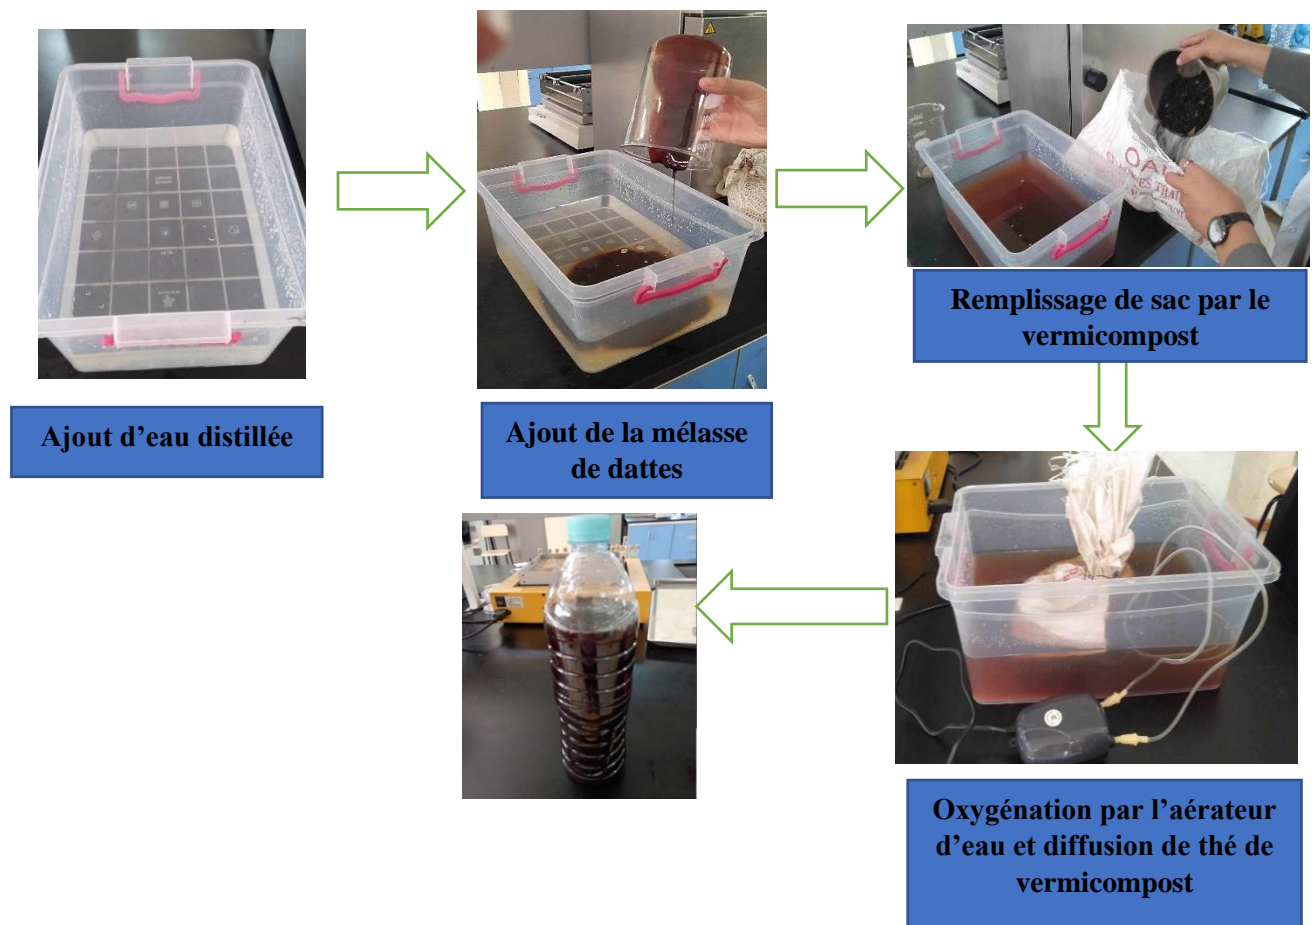 Ajout d'eau distillée
Ajout de la mélasse
de dattes
OA
Remplissage de sac par le
vermicompost
Oxygénation par l'aérateur
d'eau et diffusion de thé de
vermicompost